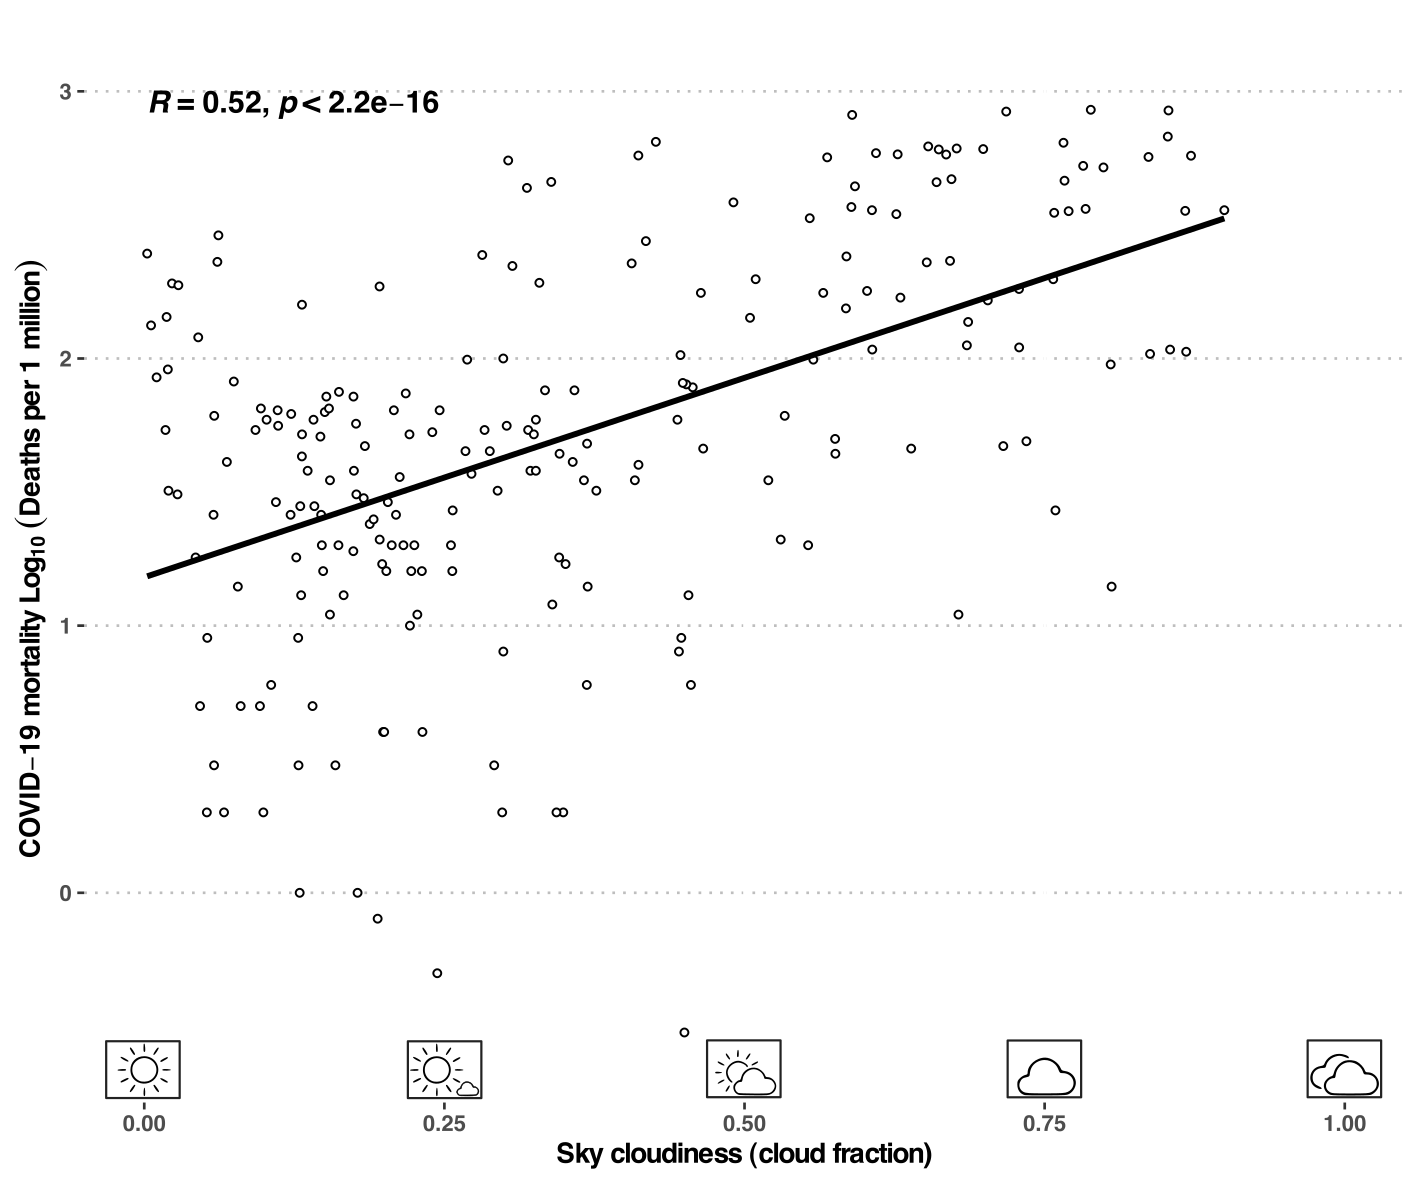 3
R = 0.52, p < 2.2e−16
2
1
0
COVID−19 mortality Log₁₀ (Deaths per 1 million)
0.00 0.25 0.50 0.75 1.00
Sky cloudiness (cloud fraction)